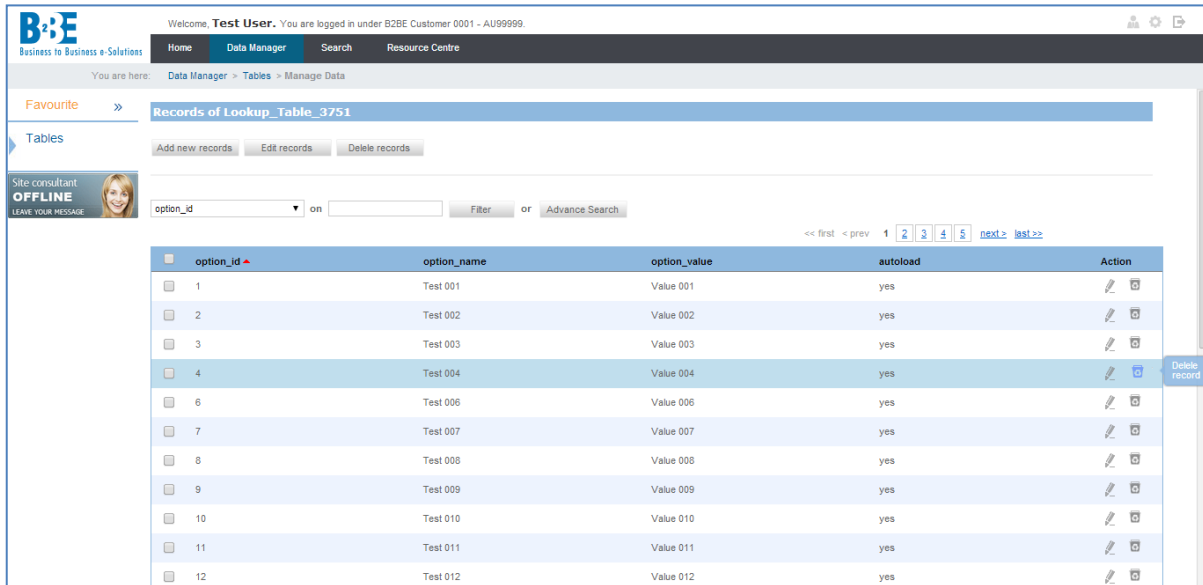 B2BE
Business to Business e-Solutions
Welcome, Test User. You are logged in under B2BE Customer 0001 - AU99999.
Home Data Manager Search Resource Centre
You are here: Data Manager > Tables > Manage Data
Favourite »
Tables
Site consultant
OFFLINE
LEAVE YOUR MESSAGE
Records of Lookup_Table_3751
Add new records Edit records Delele records
option_id on Filter or Advance Search
<< first < prev 1 2 3 4 5 next > last >>
option_id option_name option_value autoload Action
1 Test 001 Value 001 yes
2 Test 002 Value 002 yes
3 Test 003 Value 003 yes
4 Test 004 Value 004 yes
Delele
record
6 Test 006 Value 006 yes
7 Test 007 Value 007 yes
8 Test 008 Value 008 yes
9 Test 009 Value 009 yes
10 Test 010 Value 010 yes
11 Test 011 Value 011 yes
12 Test 012 Value 012 yes